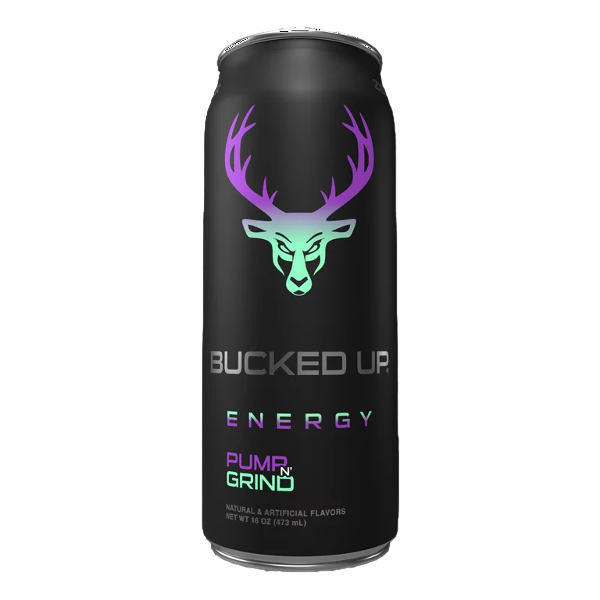 BUCKED UP.
ENERGY
PUMP
N'
GRIND
NATURAL & ARTIFICIAL FLAVORS
NET WT 16 OZ (473 mL)